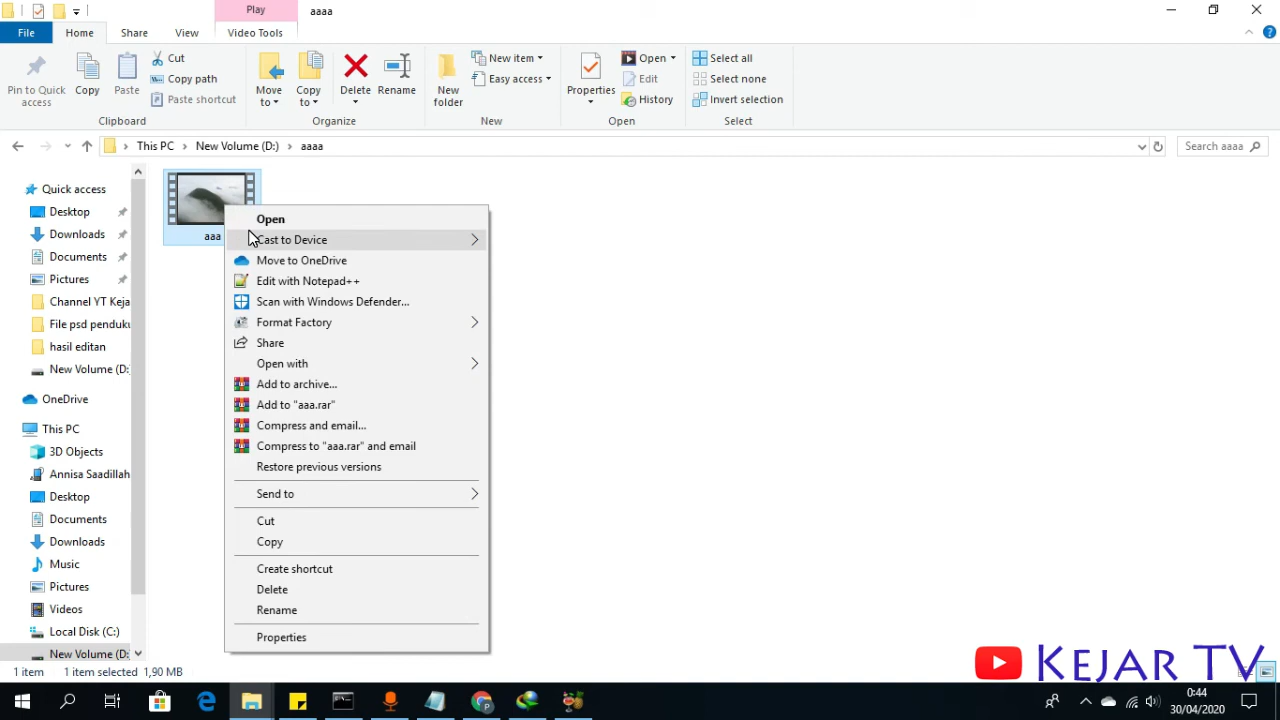 Play
aaaa
File
Home
Share
View
Video Tools
Pin to Quick access
Copy
Paste
Cut
Copy path
Paste shortcut
Clipboard
Move to
Copy to
Delete
Rename
Organize
New folder
New item
Easy access
New
Properties
Open
Edit
History
Open
Select all
Select none
Invert selection
Select
This PC
New Volume (D:)
aaaa
Search aaaa
Quick access
Desktop
Downloads
Documents
Pictures
Channel YT Keja
File psd penduku
hasil editan
New Volume (D:
OneDrive
This PC
3D Objects
Annisa Saadillah
Desktop
Documents
Downloads
Music
Pictures
Videos
Local Disk (C:)
New Volume (D:
aaa
Open
Cast to Device
Move to OneDrive
Edit with Notepad++
Scan with Windows Defender...
Format Factory
Share
Open with
Add to archive...
Add to "aaa.rar"
Compress and email...
Compress to "aaa.rar" and email
Restore previous versions
Send to
Cut
Copy
Create shortcut
Delete
Rename
Properties
1 item
1 item selected
1,90 MB
KEJAR TV
0:44
30/04/2020